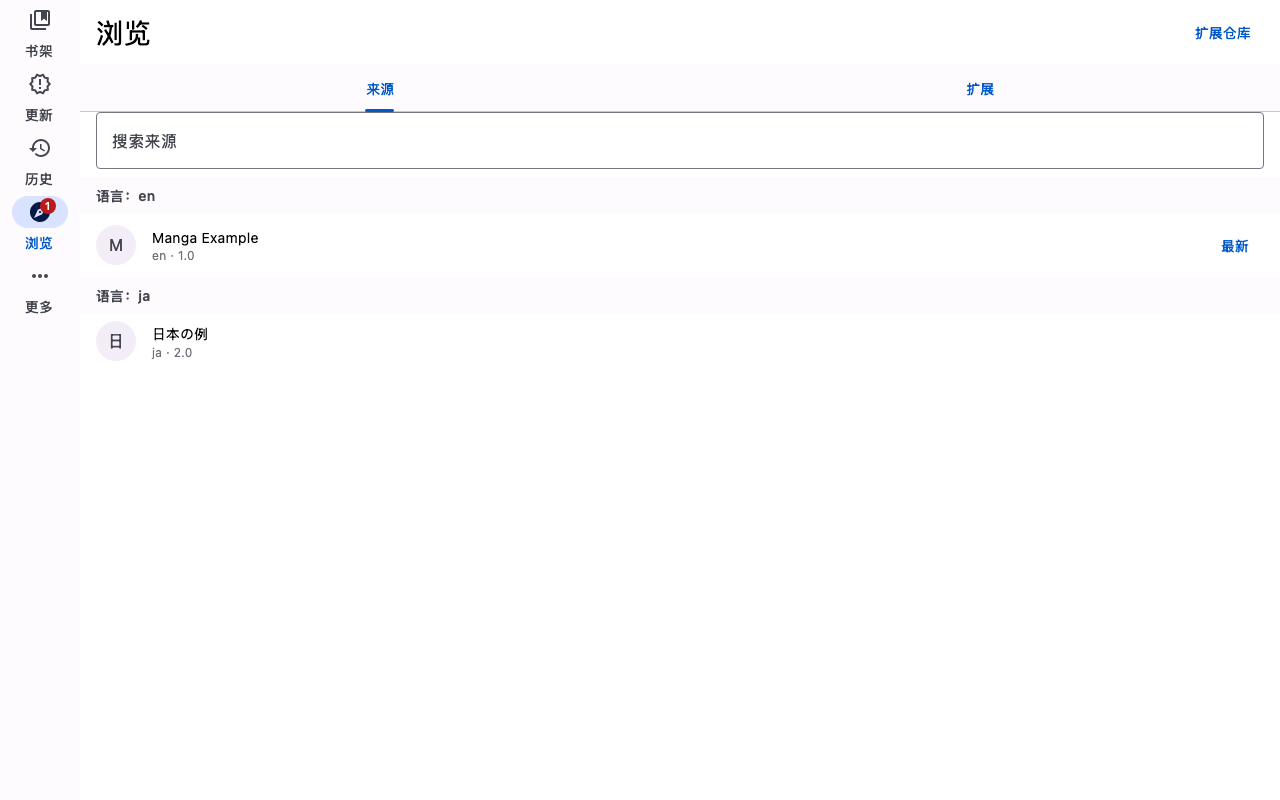 书架
更新
历史
1
浏览
更多
浏览
扩展仓库
来源
扩展
搜索来源
语言：en
M
Manga Example
en · 1.0
最新
语言：ja
日
日本の例
ja · 2.0